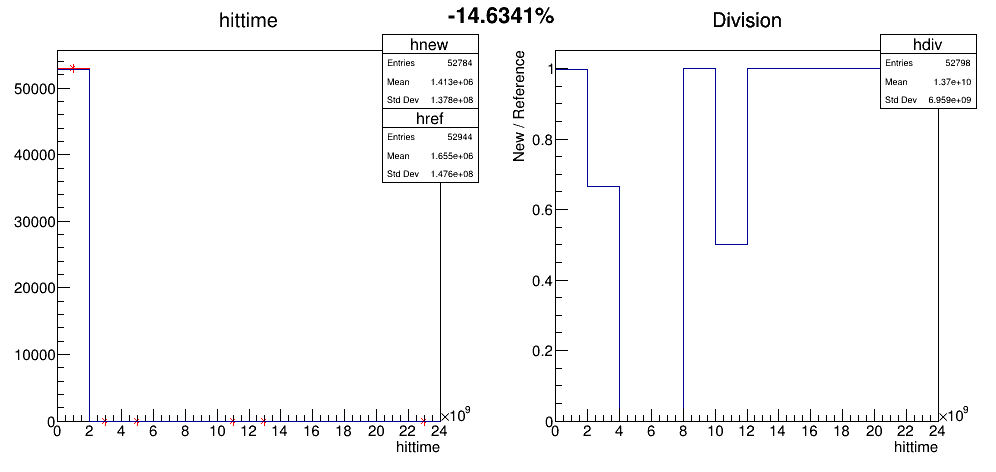 -14.6341%
hittime
hnew
Entries 52784
Mean 1.413e+06
Std Dev 1.378e+08
href
Entries 52944
Mean 1.655e+06
Std Dev 1.476e+08
50000
40000
30000
20000
10000
0
0 2 4 6 8 10 12 14 16 18 20 22 24
×10⁹
hittime
Division
hdiv
Entries 52798
Mean 1.37e+10
Std Dev 6.959e+09
New / Reference
1
0.8
0.6
0.4
0.2
0
0 2 4 6 8 10 12 14 16 18 20 22 24
×10⁹
hittime